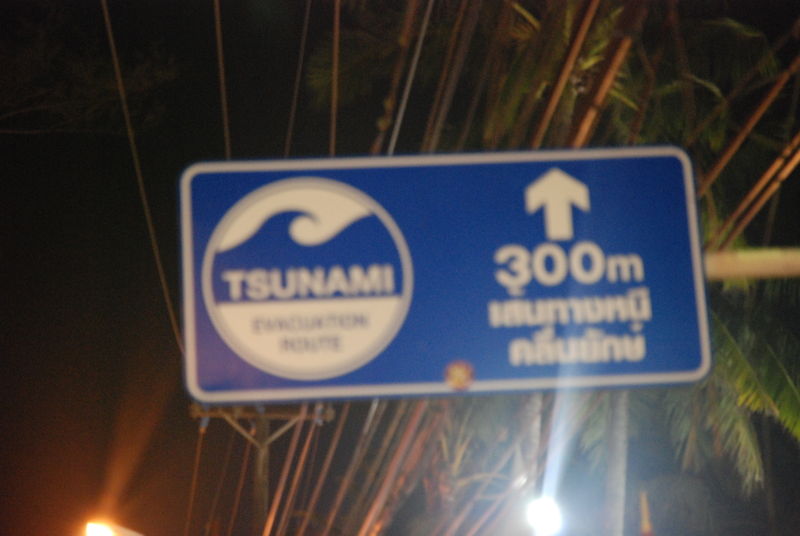 TSUNAMI
EVACUATION
ROUTE
300m
เส้นทางหนี
คลื่นยักษ์